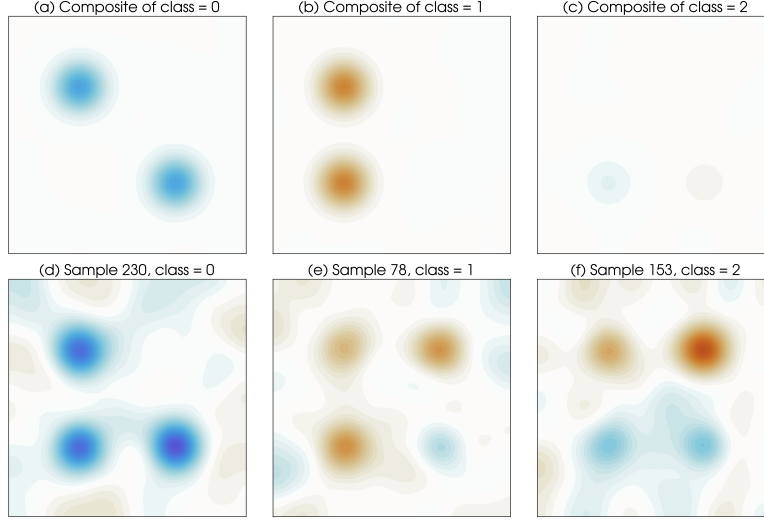 (a) Composite of class = 0
(b) Composite of class = 1
(c) Composite of class = 2
(d) Sample 230, class = 0
(e) Sample 78, class = 1
(f) Sample 153, class = 2